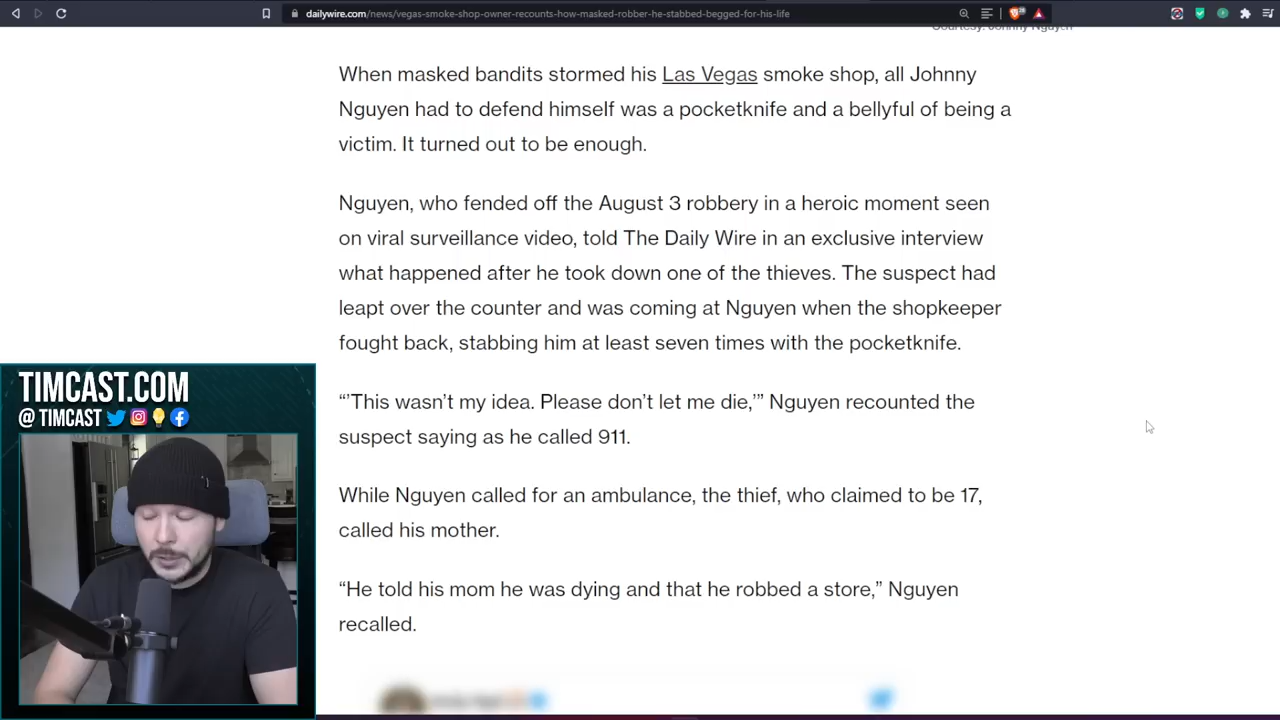 dailywire.com/news/vegas-smoke-shop-owner-recounts-how-masked-robber-he-stabbed-begged-for-his-life
Courtesy: Johnny Nguyen
When masked bandits stormed his Las Vegas smoke shop, all Johnny
Nguyen had to defend himself was a pocketknife and a bellyful of being a
victim. It turned out to be enough.
Nguyen, who fended off the August 3 robbery in a heroic moment seen
on viral surveillance video, told The Daily Wire in an exclusive interview
what happened after he took down one of the thieves. The suspect had
leapt over the counter and was coming at Nguyen when the shopkeeper
fought back, stabbing him at least seven times with the pocketknife.
“’This wasn’t my idea. Please don’t let me die,’” Nguyen recounted the
suspect saying as he called 911.
While Nguyen called for an ambulance, the thief, who claimed to be 17,
called his mother.
“He told his mom he was dying and that he robbed a store,” Nguyen
recalled.
TIMCAST.COM
@ TIMCAST